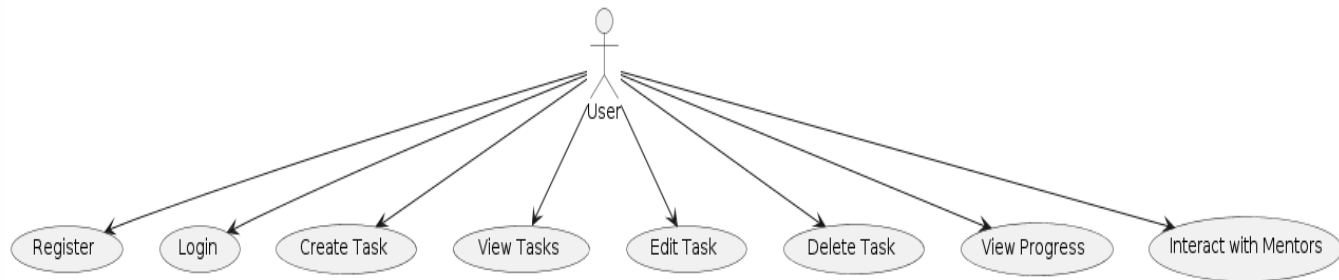 User
Register
Login
Create Task
View Tasks
Edit Task
Delete Task
View Progress
Interact with Mentors